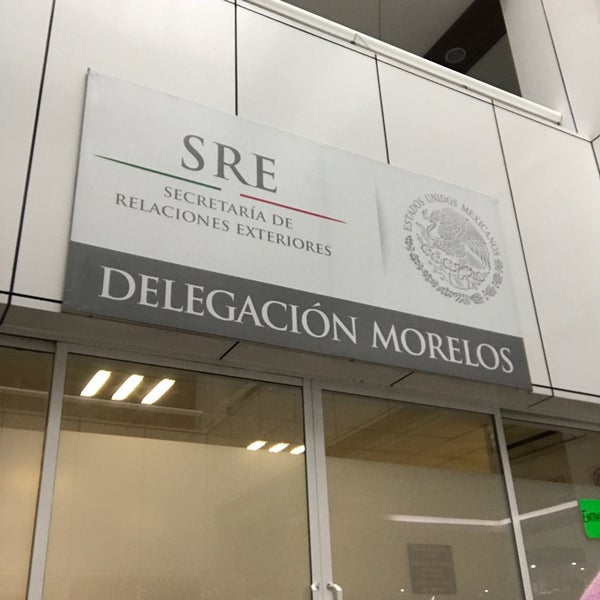 SRE
SECRETARÍA DE
RELACIONES EXTERIORES
ESTADOS UNIDOS MEXICANOS
DELEGACIÓN MORELOS